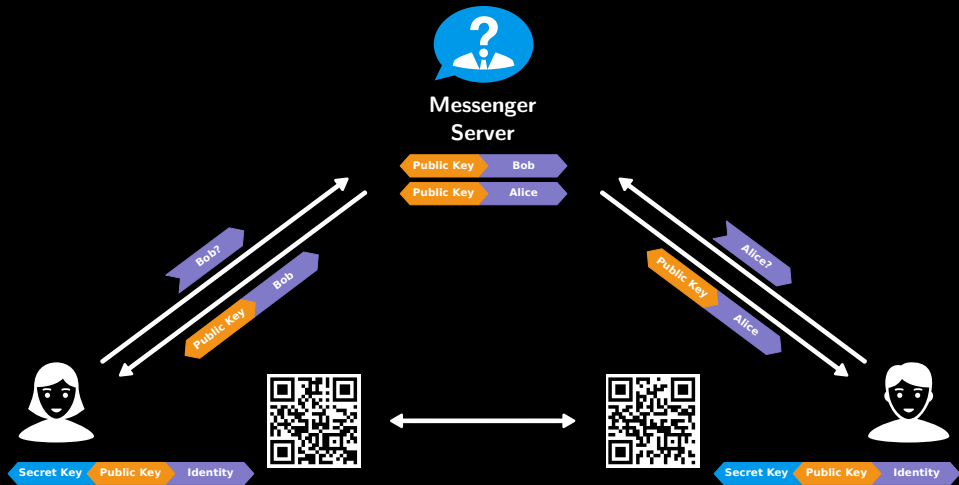 Messenger
Server
Public Key Bob
Public Key Alice
Bob?
Alice?
Public Key Bob
Public Key Alice
Secret Key Public Key Identity
Secret Key Public Key Identity